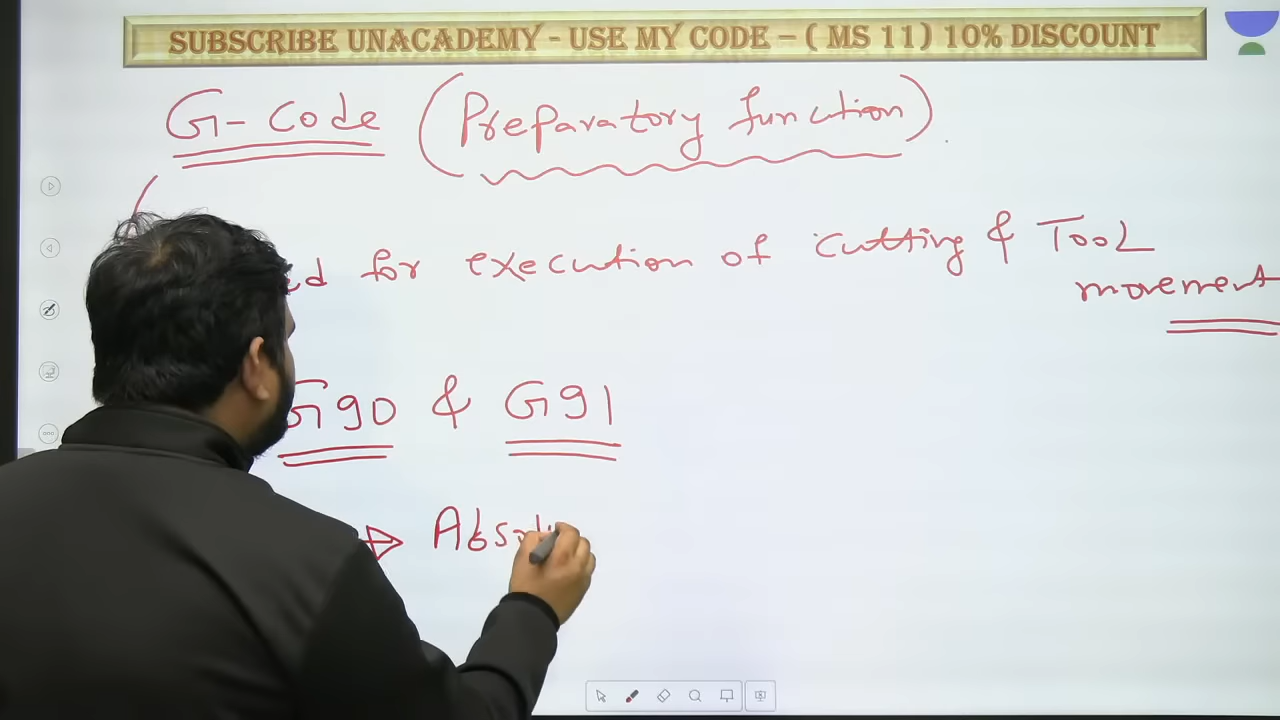 SUBSCRIBE UNACADEMY - USE MY CODE – ( MS 11) 10% DISCOUNT
G-Code (Preparatory function)
for execution of cutting & TooL
movement
G90 & G91